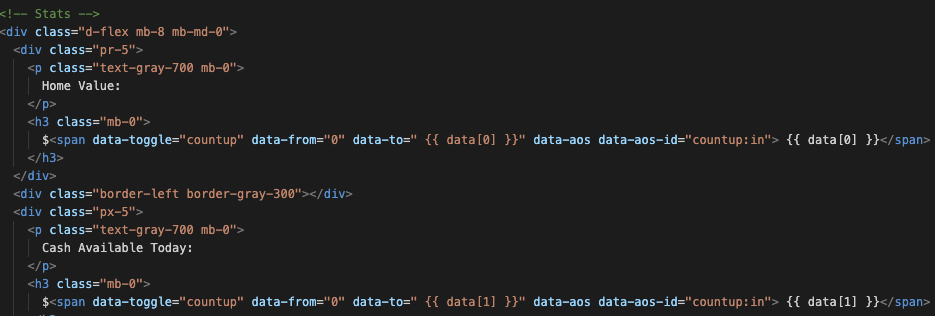 <!-- Stats -->
<div class="d-flex mb-8 mb-md-0">
<div class="pr-5">
<p class="text-gray-700 mb-0">
Home Value:
</p>
<h3 class="mb-0">
$<span data-toggle="countup" data-from="0" data-to=" {{ data[0] }}" data-aos data-aos-id="countup:in"> {{ data[0] }}</span>
</h3>
</div>
<div class="border-left border-gray-300"></div>
<div class="px-5">
<p class="text-gray-700 mb-0">
Cash Available Today:
</p>
<h3 class="mb-0">
$<span data-toggle="countup" data-from="0" data-to=" {{ data[1] }}" data-aos data-aos-id="countup:in"> {{ data[1] }}</span>